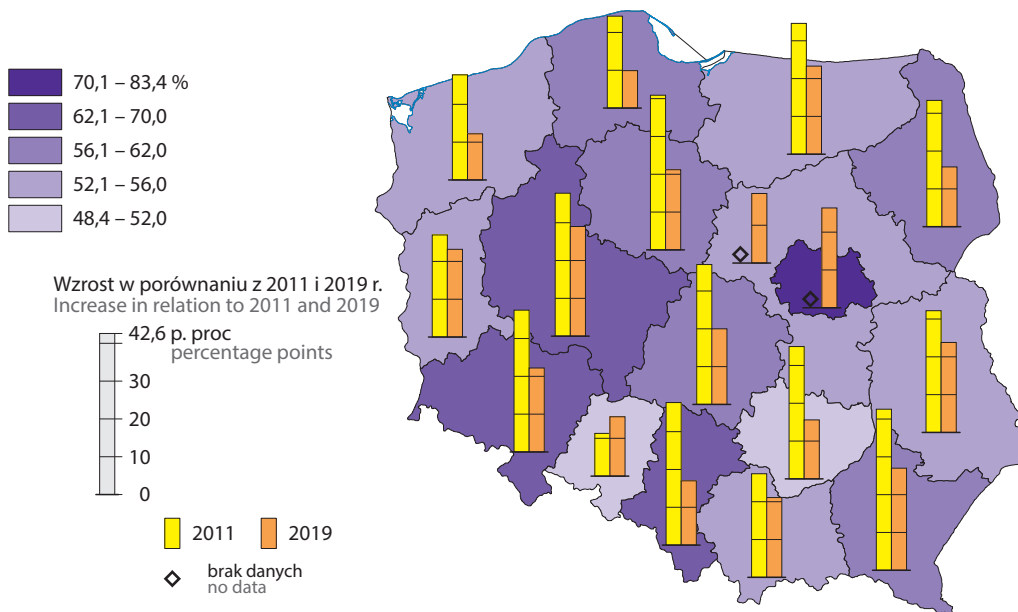 70,1 – 83,4 %
62,1 – 70,0
56,1 – 62,0
52,1 – 56,0
48,4 – 52,0
Wzrost w porównaniu z 2011 i 2019 r.
Increase in relation to 2011 and 2019
42,6 p. proc
percentage points
30
20
10
0
2011 2019
brak danych
no data